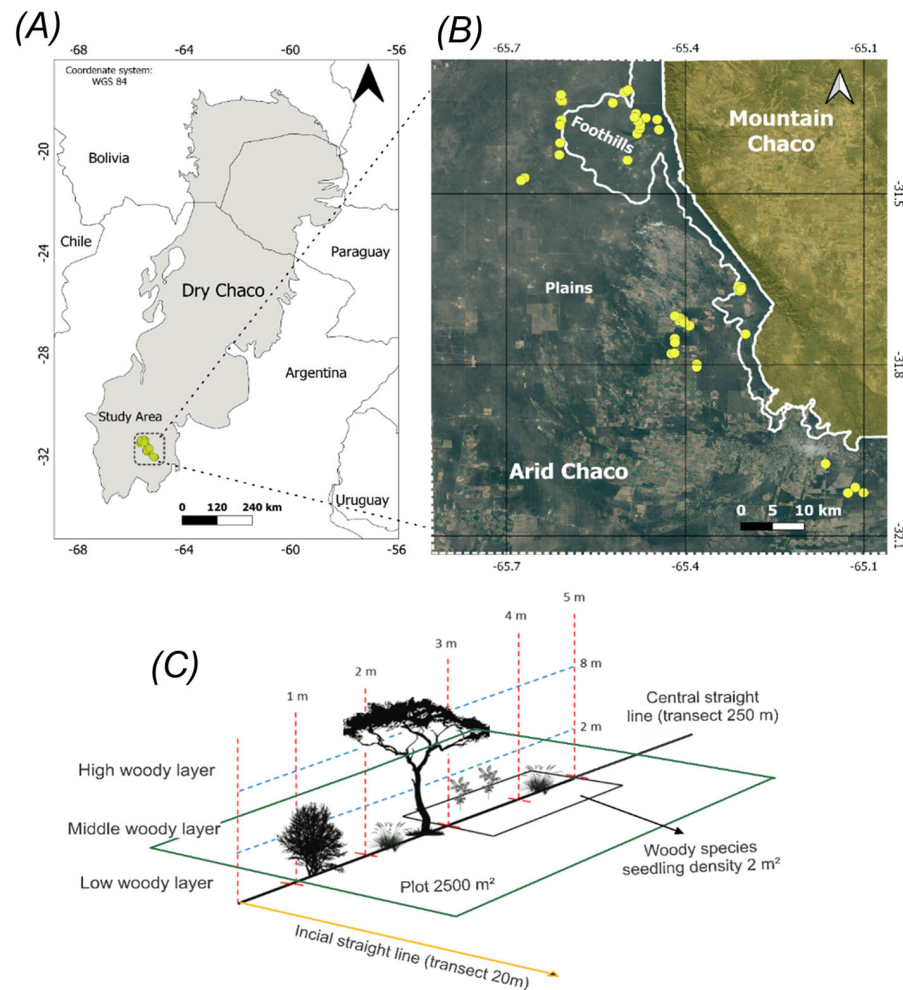 (A)
-68
-64
-60
-56
Coordenate system:
WGS 84
-20
-24
-28
-32
Bolivia
Chile
Paraguay
Dry Chaco
Argentina
Study Area
Uruguay
0 120 240 km
-68
-64
-60
-56
(B)
-65.7
-65.4
-65.1
Mountain
Chaco
Foothills
-31.5
Plains
-31.8
Arid Chaco
0 5 10 km
-32.1
-65.7
-65.4
-65.1
(C)
1 m
2 m
3 m
4 m
5 m
8 m
2 m
Central straight
line (transect 250 m)
High woody layer
Middle woody layer
Low woody layer
Plot 2500 m²
Woody species
seedling density 2 m²
Incial straight line (transect 20m)